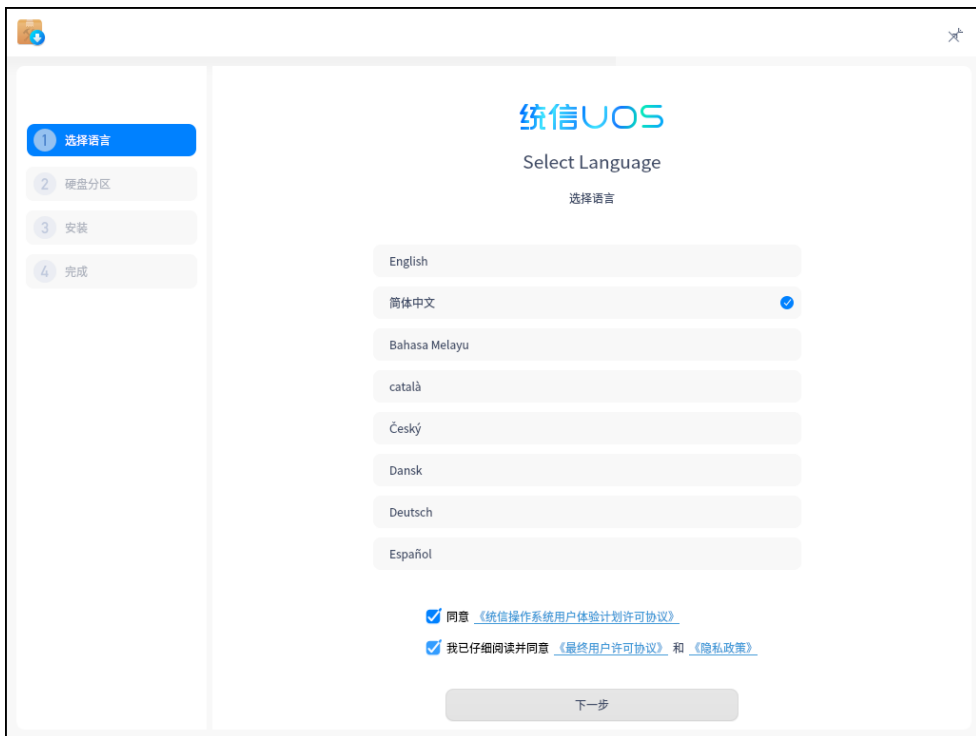 1 选择语言
2 硬盘分区
3 安装
4 完成
统信UOS
Select Language
选择语言
English
简体中文
Bahasa Melayu
català
Český
Dansk
Deutsch
Español
同意 《统信操作系统用户体验计划许可协议》
我已仔细阅读并同意 《最终用户许可协议》 和 《隐私政策》
下一步